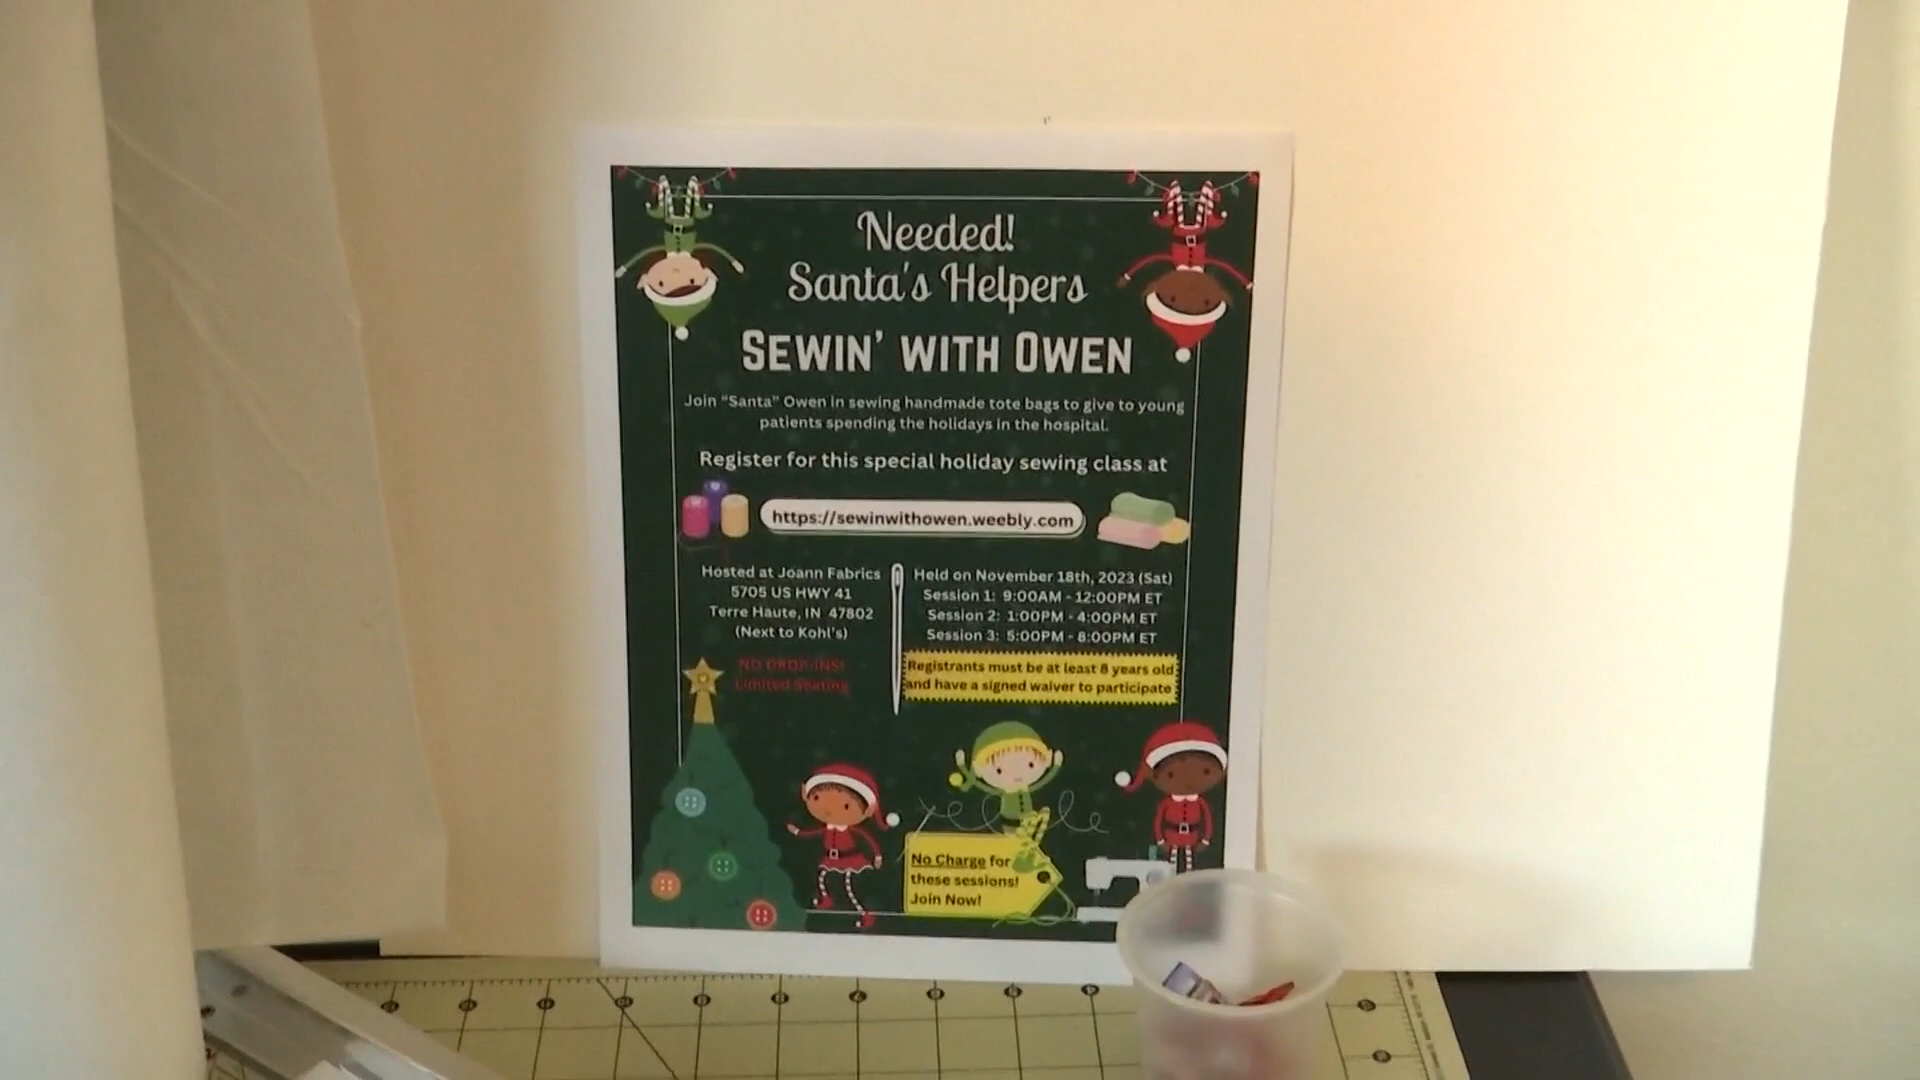 Needed!
Santa's Helpers
SEWIN' WITH OWEN
Join “Santa” Owen in sewing handmade tote bags to give to young
patients spending the holidays in the hospital.
Register for this special holiday sewing class at
https://sewinwithowen.weebly.com
Hosted at Joann Fabrics
5705 US HWY 41
Terre Haute, IN 47802
(Next to Kohl's)
NO DROP-INS!
Limited Seating
Held on November 18th, 2023 (Sat)
Session 1: 9:00AM - 12:00PM ET
Session 2: 1:00PM - 4:00PM ET
Session 3: 5:00PM - 8:00PM ET
Registrants must be at least 8 years old
and have a signed waiver to participate
No Charge for
these sessions!
Join Now!